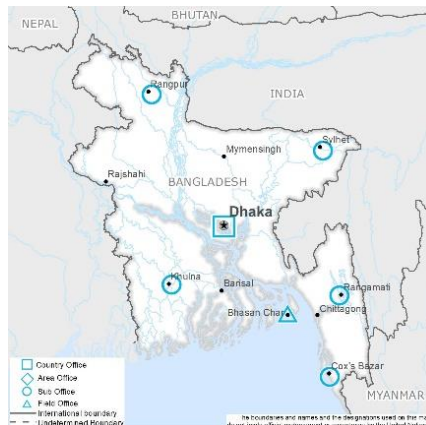 NEPAL
BHUTAN
INDIA
Rangpur
Sylhet
Mymensingh
Rajshahi
BANGLADESH
Dhaka
Khulna
Barisal
Rangamati
Bhasan Char
Chittagong
Cox's Bazar
MYANMAR
Country Office
Area Office
Sub Office
Field Office
International boundary
Undetermined Boundary
The boundaries and names and the designations used on this ma